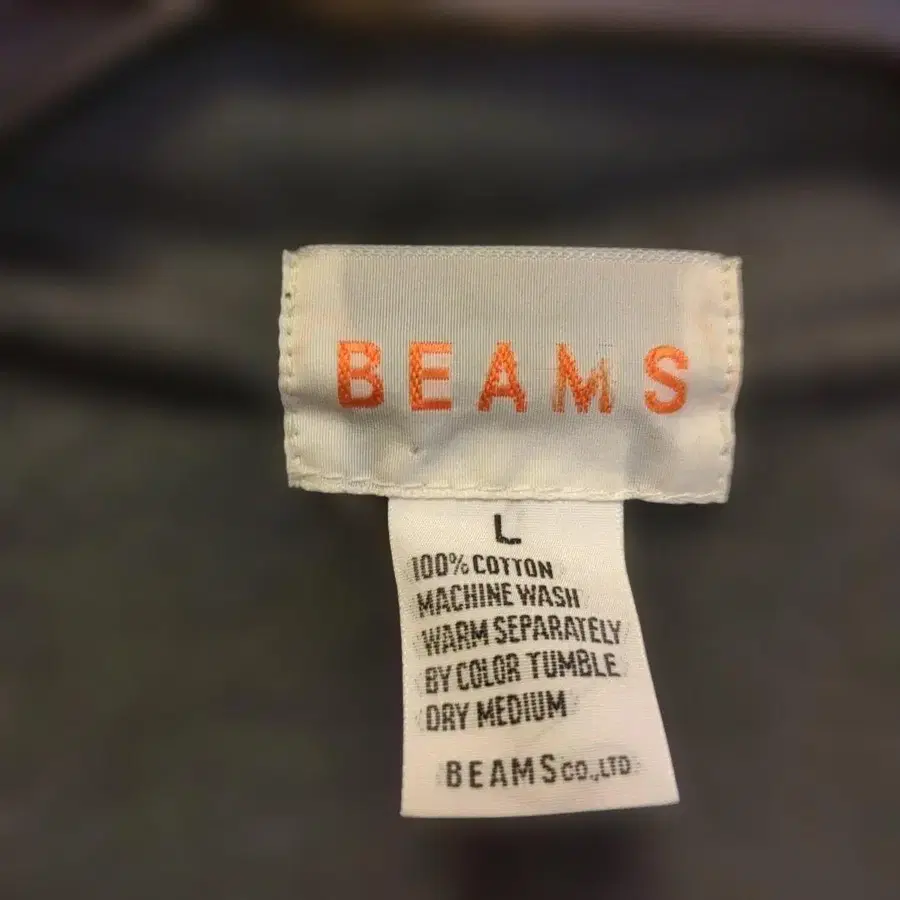 BEAMS
L
100% COTTON
MACHINE WASH
WARM SEPARATELY
BY COLOR TUMBLE
DRY MEDIUM
BEAMS CO.,LTD